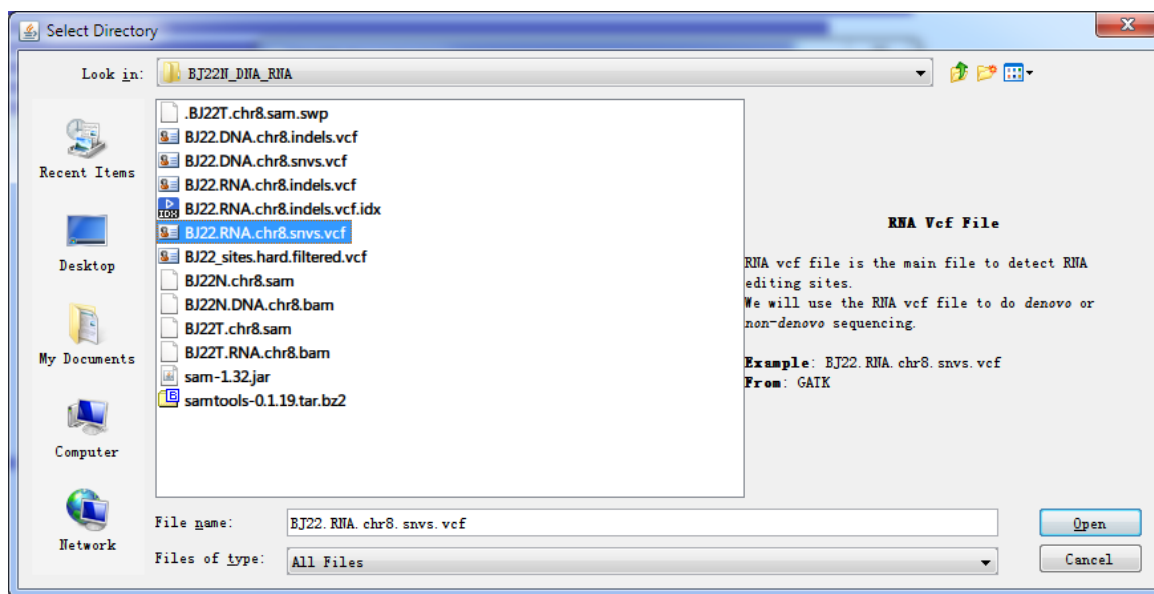 Select Directory
Look in: BJ22N_DNA_RNA
.BJ22T.chr8.sam.swp
BJ22.DNA.chr8.indels.vcf
BJ22.DNA.chr8.snvs.vcf
BJ22.RNA.chr8.indels.vcf
IDX BJ22.RNA.chr8.indels.vcf.idx
BJ22.RNA.chr8.snvs.vcf
BJ22_sites.hard.filtered.vcf
BJ22N.chr8.sam
BJ22N.DNA.chr8.bam
BJ22T.chr8.sam
BJ22T.RNA.chr8.bam
sam-1.32.jar
samtools-0.1.19.tar.bz2
Recent Items
Desktop
My Documents
Computer
Network
RNA Vcf File
RNA vcf file is the main file to detect RNA
editing sites.
We will use the RNA vcf file to do denovo or
non-denovo sequencing.
Example: BJ22.RNA.chr8.snvs.vcf
From: GATK
File name: BJ22.RNA.chr8.snvs.vcf
Open
Files of type: All Files
Cancel